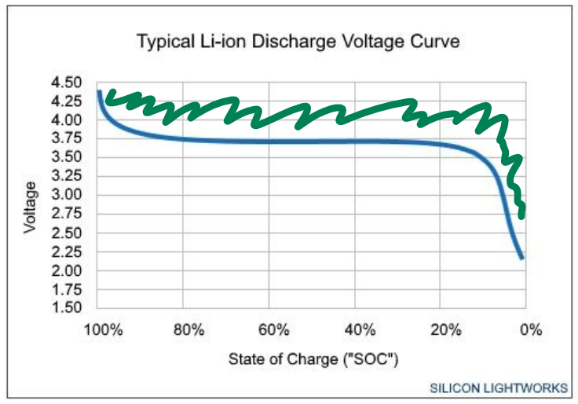 Typical Li-ion Discharge Voltage Curve
4.50
4.25
4.00
3.75
3.50
3.25
3.00
2.75
2.50
2.25
2.00
1.75
1.50
Voltage
100% 80% 60% 40% 20% 0%
State of Charge ("SOC")
SILICON LIGHTWORKS